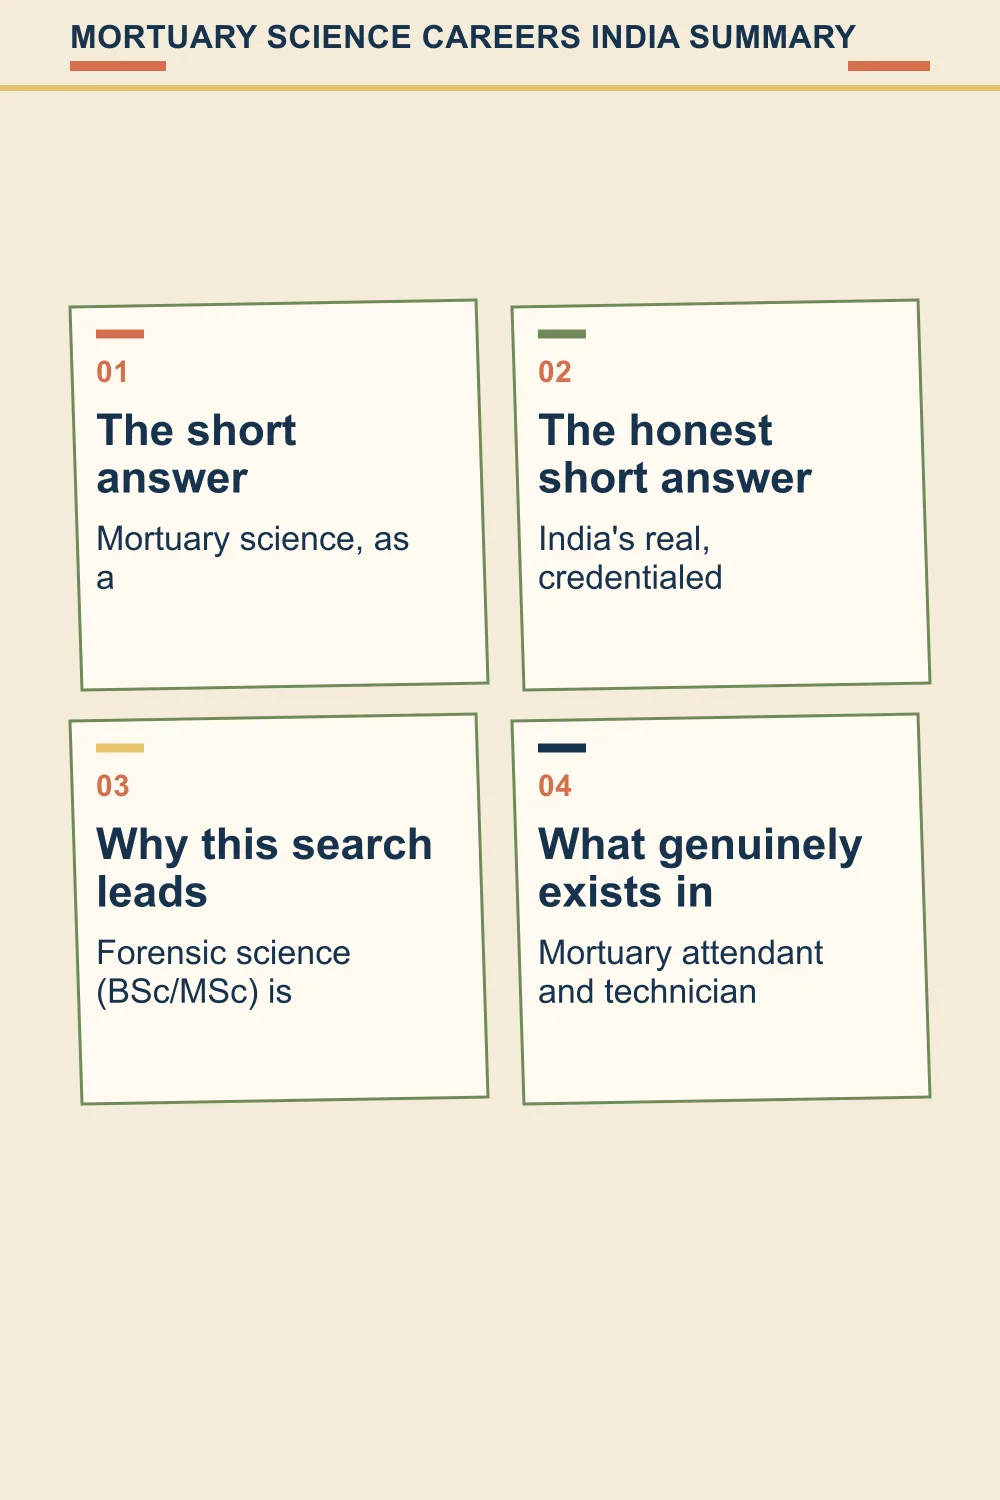 MORTUARY SCIENCE CAREERS INDIA SUMMARY
01
The short
answer
Mortuary science, as
a
02
The honest
short answer
India's real,
credentialed
03
Why this search
leads
Forensic science
(BSc/MSc) is
04
What genuinely
exists in
Mortuary attendant
and technician